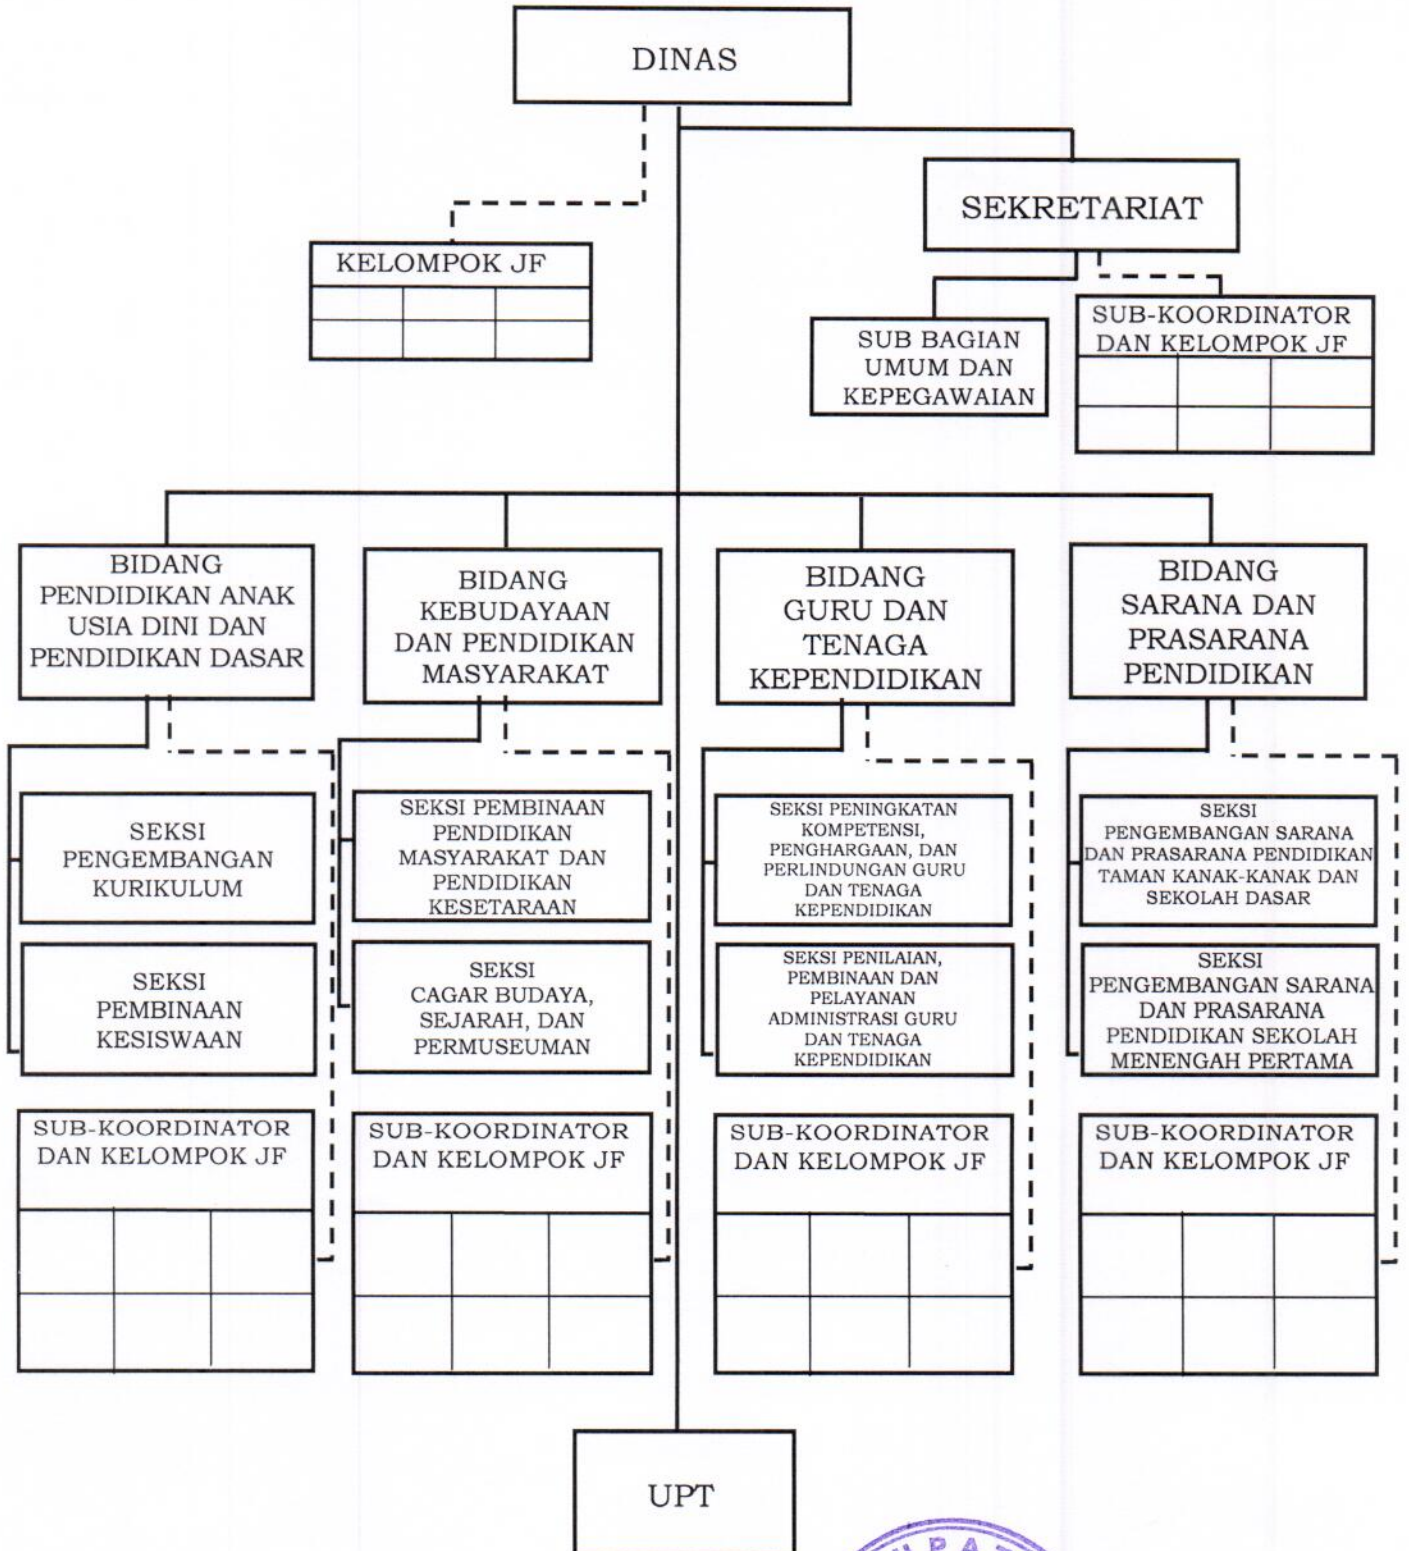 DINAS
SEKRETARIAT
KELOMPOK JF
SUB BAGIAN
UMUM DAN
KEPEGAWAIAN
SUB-KOORDINATOR
DAN KELOMPOK JF
BIDANG
PENDIDIKAN ANAK
USIA DINI DAN
PENDIDIKAN DASAR
BIDANG
KEBUDAYAAN
DAN PENDIDIKAN
MASYARAKAT
BIDANG
GURU DAN
TENAGA
KEPENDIDIKAN
BIDANG
SARANA DAN
PRASARANA
PENDIDIKAN
SEKSI
PENGEMBANGAN
KURIKULUM
SEKSI PEMBINAAN
PENDIDIKAN
MASYARAKAT DAN
PENDIDIKAN
KESETARAAN
SEKSI PENINGKATAN
KOMPETENSI,
PENGHARGAAN, DAN
PERLINDUNGAN GURU
DAN TENAGA
KEPENDIDIKAN
SEKSI
PENGEMBANGAN SARANA
DAN PRASARANA PENDIDIKAN
TAMAN KANAK-KANAK DAN
SEKOLAH DASAR
SEKSI
PEMBINAAN
KESISWAAN
SEKSI
CAGAR BUDAYA,
SEJARAH, DAN
PERMUSEUMAN
SEKSI PENILAIAN,
PEMBINAAN DAN
PELAYANAN
ADMINISTRASI GURU
DAN TENAGA
KEPENDIDIKAN
SEKSI
PENGEMBANGAN SARANA
DAN PRASARANA
PENDIDIKAN SEKOLAH
MENENGAH PERTAMA
SUB-KOORDINATOR
DAN KELOMPOK JF
SUB-KOORDINATOR
DAN KELOMPOK JF
SUB-KOORDINATOR
DAN KELOMPOK JF
SUB-KOORDINATOR
DAN KELOMPOK JF
UPT